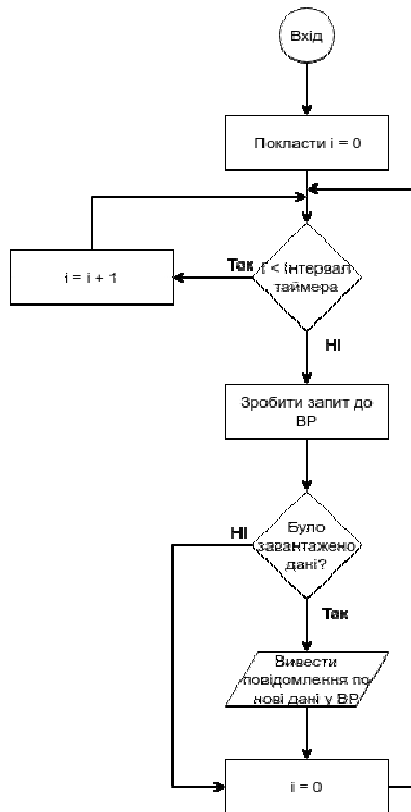 Вхід
Покласти i = 0
Так
i < Інтервал
таймера
i = i + 1
Ні
Зробити запит до
ВР
Було
завантажено
дані?
Ні
Так
Вивести
повідомлення по
нові дані у ВР
i = 0